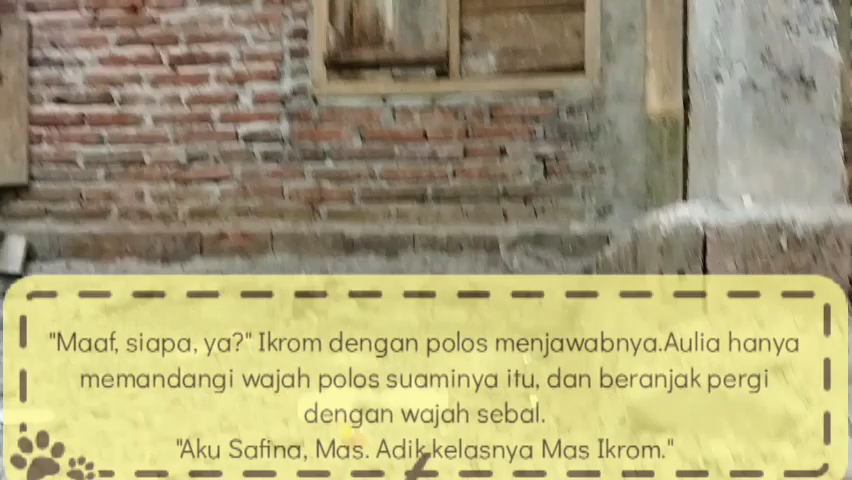 "Maaf, siapa, ya?" Ikrom dengan polos menjawabnya.Aulia hanya
memandangi wajah polos suaminya itu, dan beranjak pergi
dengan wajah sebal.
"Aku Safina, Mas. Adik kelasnya Mas Ikrom."